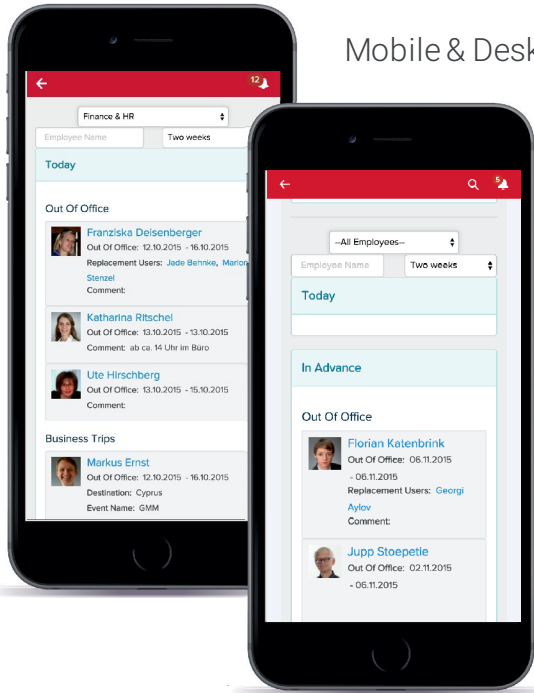 Mobile & Desk
12
Finance & HR
Employee Name
Two weeks
Today
Out Of Office
Franziska Deisenberger
Out Of Office: 12.10.2015 - 16.10.2015
Replacement Users: Jade Behnke, Marlon
Stenzel
Comment:
Katharina Ritschel
Out Of Office: 13.10.2015 - 13.10.2015
Comment: ab ca. 14 Uhr im Büro
Ute Hirschberg
Out Of Office: 13.10.2015 - 15.10.2015
Comment:
Business Trips
Markus Ernst
Out Of Office: 12.10.2015 - 16.10.2015
Destination: Cyprus
Event Name: GMM
5
--All Employees--
Employee Name
Two weeks
Today
In Advance
Out Of Office
Florian Katenbrink
Out Of Office: 06.11.2015
- 06.11.2015
Replacement Users: Georgi
Aylov
Comment:
Jupp Stoepetie
Out Of Office: 02.11.2015
- 06.11.2015